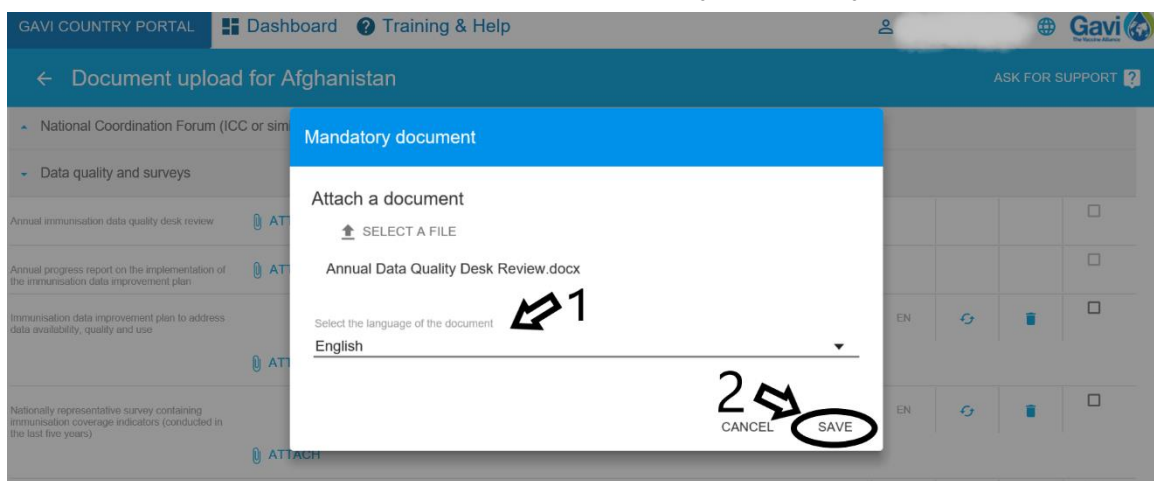 GAVI COUNTRY PORTAL Dashboard Training & Help Gavi
The Vaccine Alliance
Document upload for Afghanistan ASK FOR SUPPORT
National Coordination Forum (ICC or sim
Mandatory document
Data quality and surveys
Attach a document
Annual immunisation data quality desk review ATT
SELECT A FILE
Annual progress report on the implementation of
the immunisation data improvement plan
ATT
Annual Data Quality Desk Review.docx
1
Immunisation data improvement plan to address
data availability, quality and use
Select the language of the document
EN
English
ATT
2
Nationally representative survey containing
immunisation coverage indicators (conducted in
the last five years)
EN
CANCEL SAVE
ATTACH